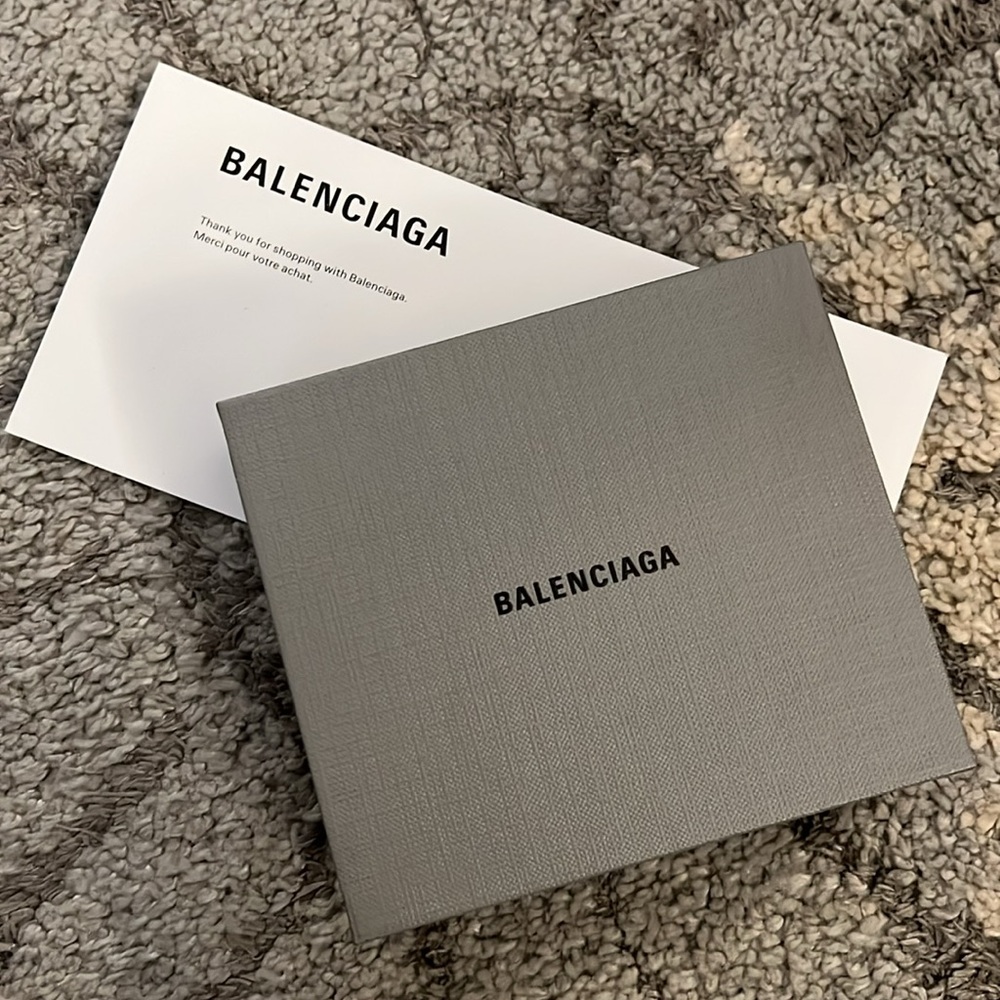 BALENCIAGA
Thank you for shopping with Balenciaga.
Merci pour votre achat.
BALENCIAGA